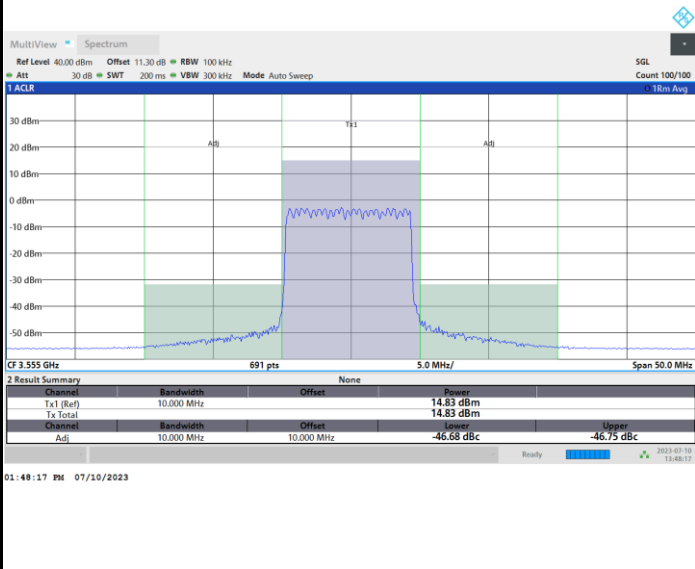 MultiView Spectrum
Ref Level 40.00 dBm Offset 11.30 dB RBW 100 kHz SGL
Att 30 dB SWT 200 ms VBW 300 kHz Mode Auto Sweep Count 100/100
1 ACLR 1Rm Avg
30 dBm
Tx1
20 dBm
Adj Adj
10 dBm
0 dBm
-10 dBm
-20 dBm
-30 dBm
-40 dBm
-50 dBm
CF 3.555 GHz 691 pts 5.0 MHz/ Span 50.0 MHz
2 Result Summary None
Channel Bandwidth Offset Power
Tx1 (Ref) 10.000 MHz 14.83 dBm
Tx Total 14.83 dBm
Channel Bandwidth Offset Lower Upper
Adj 10.000 MHz 10.000 MHz -46.68 dBc -46.75 dBc
Ready 2023-07-10
13:48:17
01:48:17 PM 07/10/2023